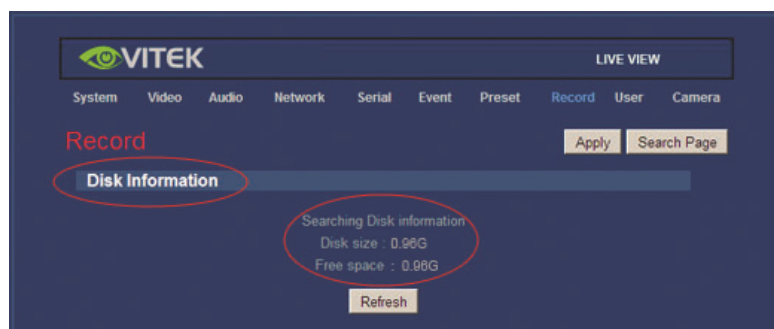 VITEK
LIVE VIEW
System Video Audio Network Serial Event Preset Record User Camera
Record
Apply Search Page
Disk Information
Searching Disk information
Disk size : 0.96G
Free space : 0.96G
Refresh